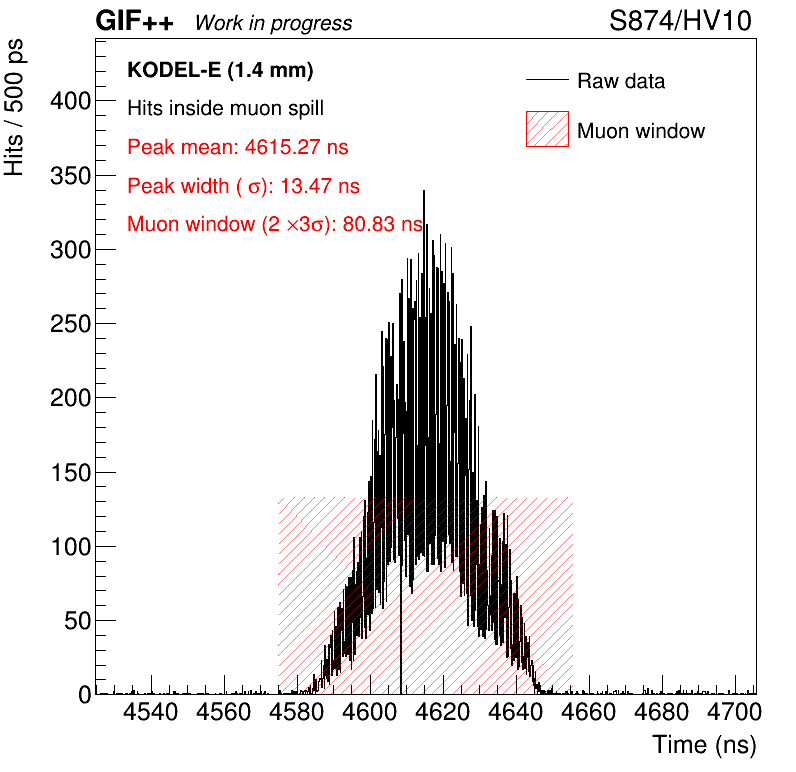 GIF++ Work in progress S874/HV10
Hits / 500 ps
KODEL-E (1.4 mm)
Hits inside muon spill
Peak mean: 4615.27 ns
Peak width ( σ): 13.47 ns
Muon window (2 ×3σ): 80.83 ns
Raw data
Muon window
400
350
300
250
200
150
100
50
0
4540 4560 4580 4600 4620 4640 4660 4680 4700
Time (ns)